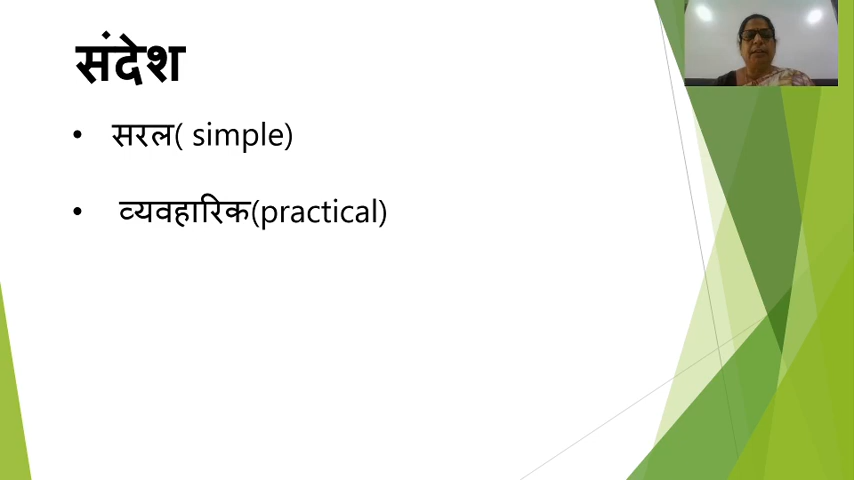 संदेश
• सरल( simple)
• व्यवहारिक(practical)